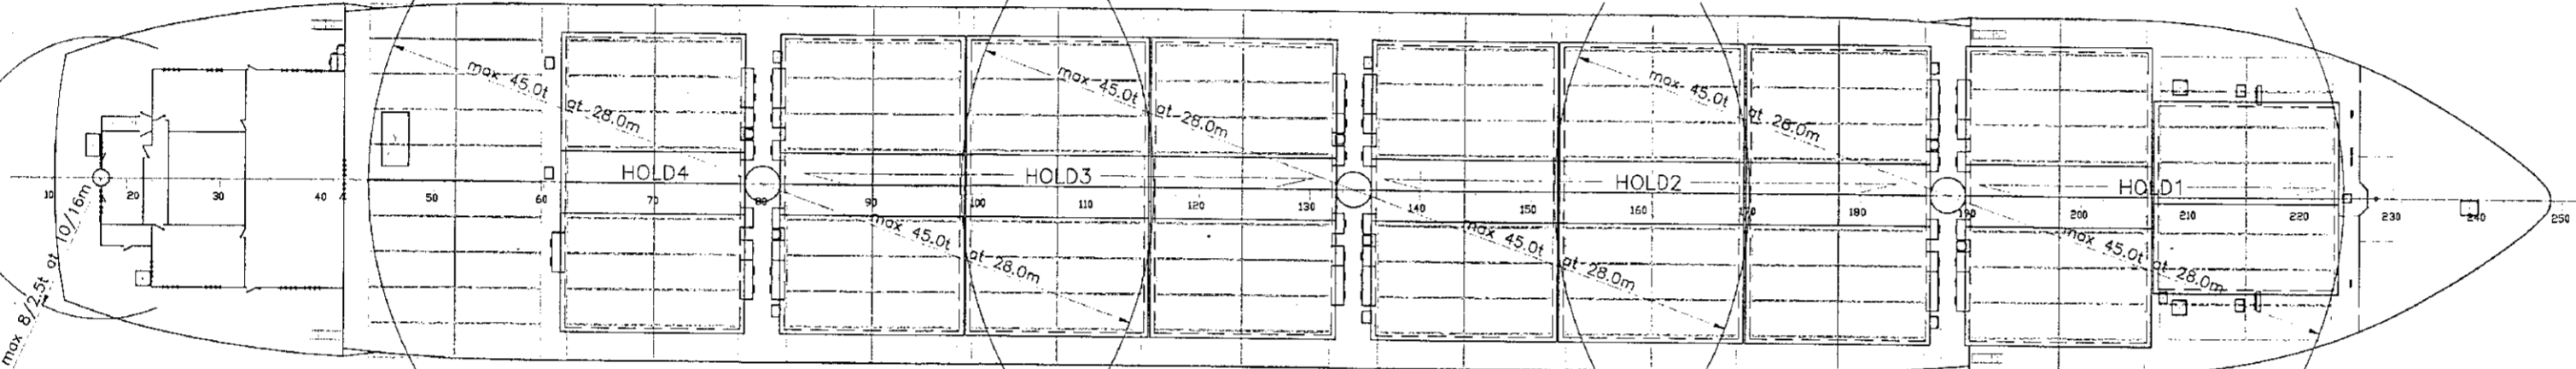 max 45.0t at 28.0m
max 45.0t at 28.0m
max 45.0t at 28.0m
HOLD4 HOLD3 HOLD2 HOLD1
10 20 30 40 50 60 70 80 90 100 110 120 130 140 150 160 170 180 190 200 210 220 230 240 250
max 45.0t at 28.0m
max 45.0t at 28.0m
max 45.0t at 28.0m
max 8/2.5t at 10/16m